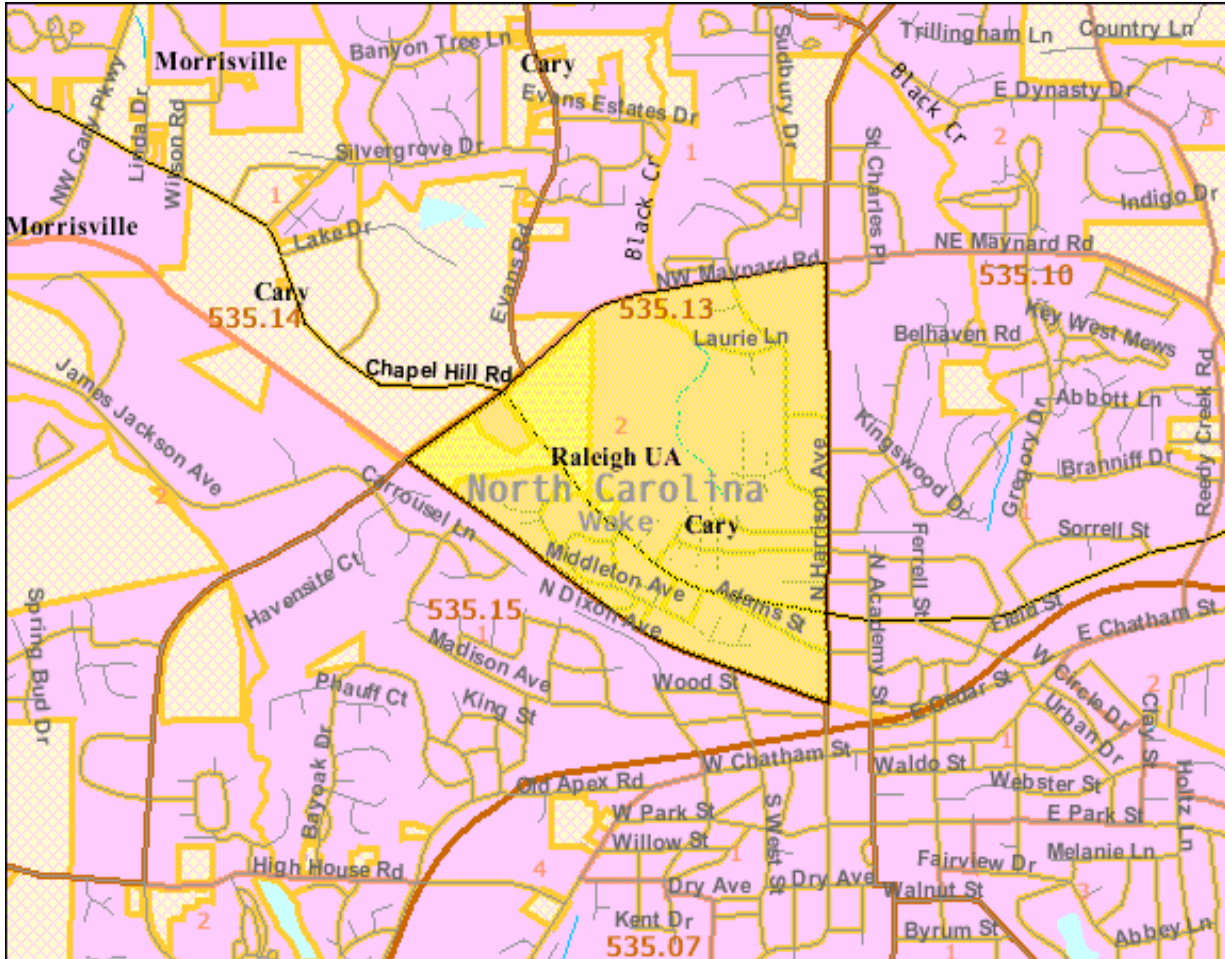 Trillingham Ln
Country Ln
Banyon Tree Ln
Morrisville
Cary
Sudbury Dr
Black Cr
NW Cary Pkwy
Linda Dr
Wilson Rd
Evans Estates Dr
E Dynasty Dr
3
2
1
Silvergrove Dr
St Charles Pl
1
Black Cr
Indigo Dr
Morrisville
Lake Dr
NE Maynard Rd
Evans Rd
NW Maynard Rd
535.10
Cary
535.14
535.13
Key West Mews
Laurie Ln
Belhaven Rd
Chapel Hill Rd
James Jackson Ave
Reedy Creek Rd
Abbott Ln
2
Kingswood Dr
Gregory Dr
Raleigh UA
Branniff Dr
2
Carrousel Ln
North Carolina
Wake
Cary
N Harrison Ave
1
Sorrell St
Ferrell St
Middleton Ave
Adams St
N Academy St
Havensite Ct
N Dixon Ave
535.15
1
Field St
E Chatham St
Spring Bud Dr
Madison Ave
Wood St
E Cedar St
W Circle Dr
2
Phauff Ct
King St
Urban Dr
Clay St
1
Bayoak Dr
W Chatham St
Waldo St
Old Apex Rd
Webster St
Holtz Ln
W Park St
S West St
E Park St
Willow St
1
High House Rd
4
Fairview Dr
Melanie Ln
Dry Ave
Dry Ave
Walnut St
3
2
Kent Dr
Byrum St
Abbey Ln
535.07
1